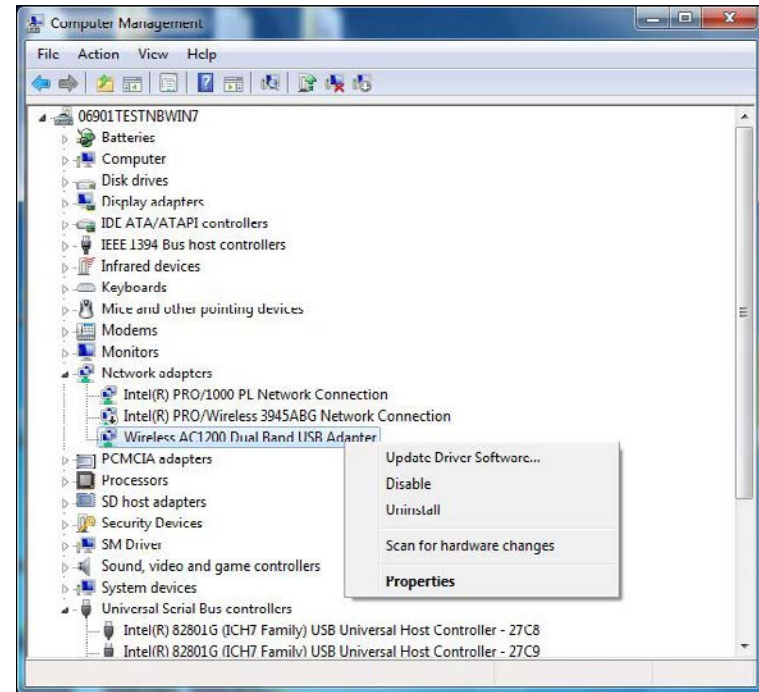 Computer Management
File Action View Help
06901TESTNBWIN7
Batteries
Computer
Disk drives
Display adapters
IDE ATA/ATAPI controllers
IEEE 1394 Bus host controllers
Infrared devices
Keyboards
Mice and other pointing devices
Modems
Monitors
Network adapters
Intel(R) PRO/1000 PL Network Connection
Intel(R) PRO/Wireless 3945ABG Network Connection
Wireless AC1200 Dual Band USB Adapter
Update Driver Software...
Disable
Uninstall
Scan for hardware changes
Properties
PCMCIA adapters
Processors
SD host adapters
Security Devices
SM Driver
Sound, video and game controllers
System devices
Universal Serial Bus controllers
Intel(R) 82801G (ICH7 Family) USB Universal Host Controller - 27C8
Intel(R) 82801G (ICH7 Family) USB Universal Host Controller - 27C9